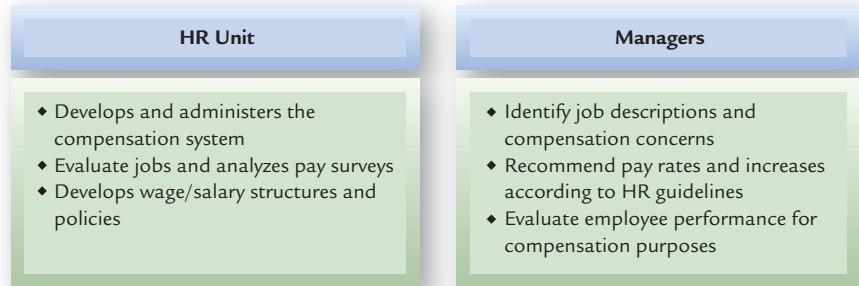 HR Unit
◆ Develops and administers the
compensation system
◆ Evaluate jobs and analyzes pay surveys
◆ Develops wage/salary structures and
policies
Managers
◆ Identify job descriptions and
compensation concerns
◆ Recommend pay rates and increases
according to HR guidelines
◆ Evaluate employee performance for
compensation purposes